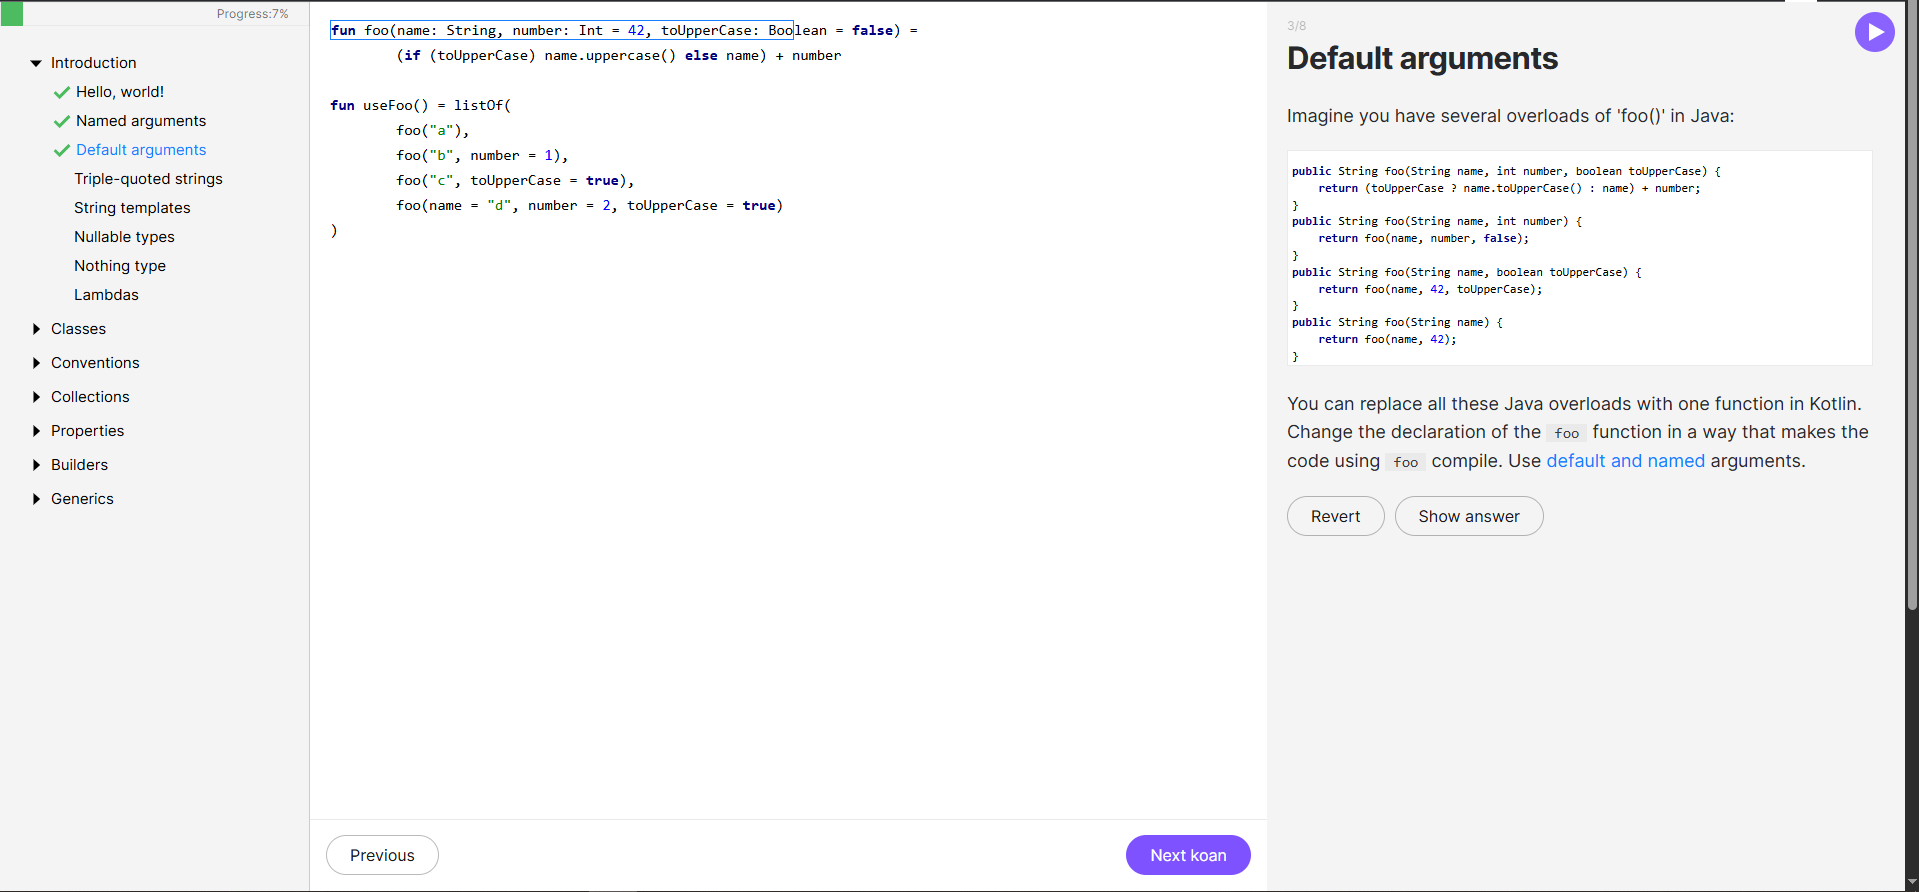 Progress:7%
Introduction
Hello, world!
Named arguments
Default arguments
Triple-quoted strings
String templates
Nullable types
Nothing type
Lambdas
Classes
Conventions
Collections
Properties
Builders
Generics
fun foo(name: String, number: Int = 42, toUpperCase: Boolean = false) =
        (if (toUpperCase) name.uppercase() else name) + number
fun useFoo() = listOf(
        foo("a"),
        foo("b", number = 1),
        foo("c", toUpperCase = true),
        foo(name = "d", number = 2, toUpperCase = true)
)
Previous
Next koan
3/8
Default arguments
Imagine you have several overloads of 'foo()' in Java:
public String foo(String name, int number, boolean toUpperCase) {
    return (toUpperCase ? name.toUpperCase() : name) + number;
}
public String foo(String name, int number) {
    return foo(name, number, false);
}
public String foo(String name, boolean toUpperCase) {
    return foo(name, 42, toUpperCase);
}
public String foo(String name) {
    return foo(name, 42);
}
You can replace all these Java overloads with one function in Kotlin.
Change the declaration of the foo function in a way that makes the
code using foo compile. Use default and named arguments.
Revert
Show answer